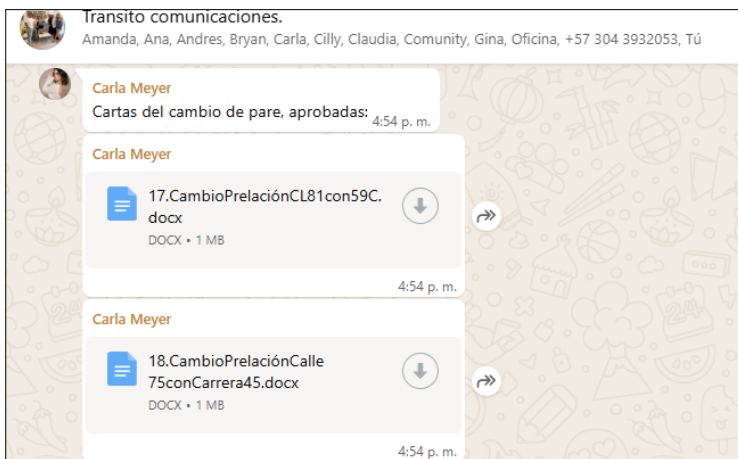 Transito comunicaciones.
Amanda, Ana, Andres, Bryan, Carla, Cilly, Claudia, Comunity, Gina, Oficina, +57 304 3932053, Tú
Carla Meyer
Cartas del cambio de pare, aprobadas:
4:54 p. m.
Carla Meyer
17.CambioPrelaciónCL81con59C.
docx
DOCX • 1 MB
4:54 p. m.
Carla Meyer
18.CambioPrelaciónCalle
75conCarrera45.docx
DOCX • 1 MB
4:54 p. m.